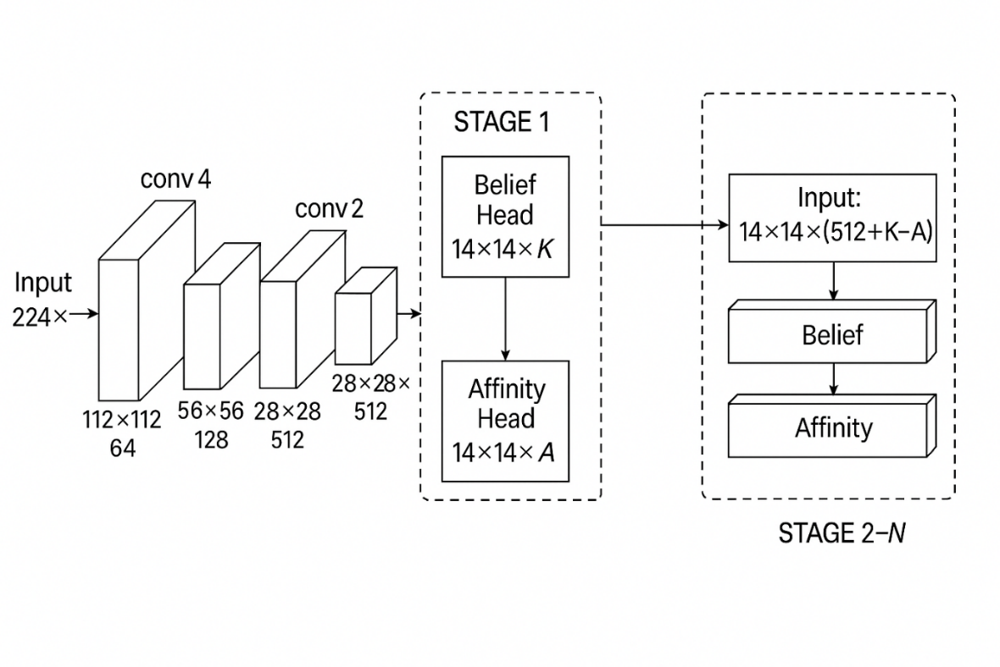 Input
224×
conv 4
112×112
64
56×56
128
conv 2
28×28
512
28×28×
512
STAGE 1
Belief
Head
14×14×K
Affinity
Head
14×14×A
Input:
14×14×(512+K−A)
Belief
Affinity
STAGE 2–N